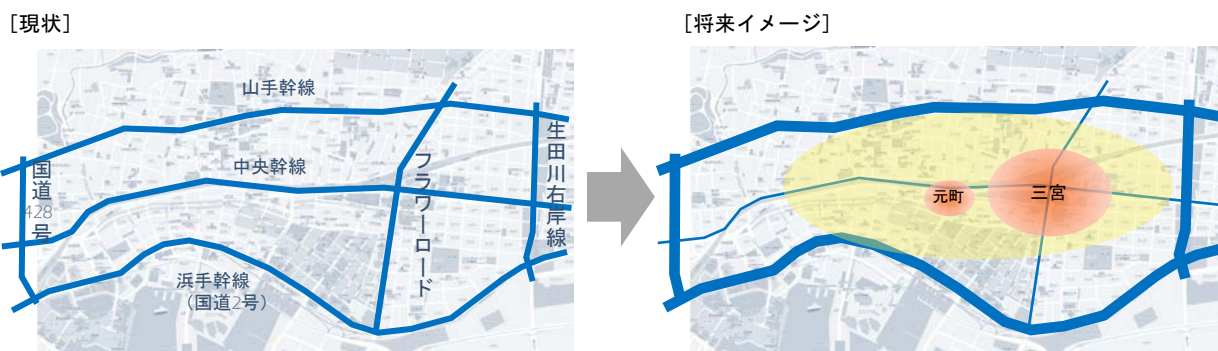 [現状]
[将来イメージ]
山手幹線
中央幹線
国道
428
号
フラワーロード
生田川右岸線
浜手幹線
（国道2号）
元町
三宮